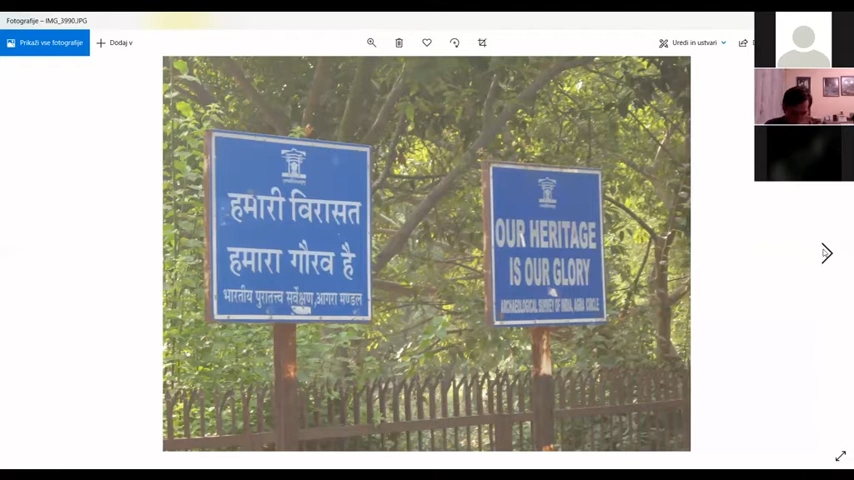 Fotografije – IMG_3990.JPG
Prikaži vse fotografije
Dodaj v
Uredi in ustvari
हमारी विरासत
हमारा गौरव है
भारतीय पुरातत्त्व सर्वेक्षण, आगरा मण्डल
OUR HERITAGE
IS OUR GLORY
ARCHAEOLOGICAL SURVEY OF INDIA, AGRA CIRCLE